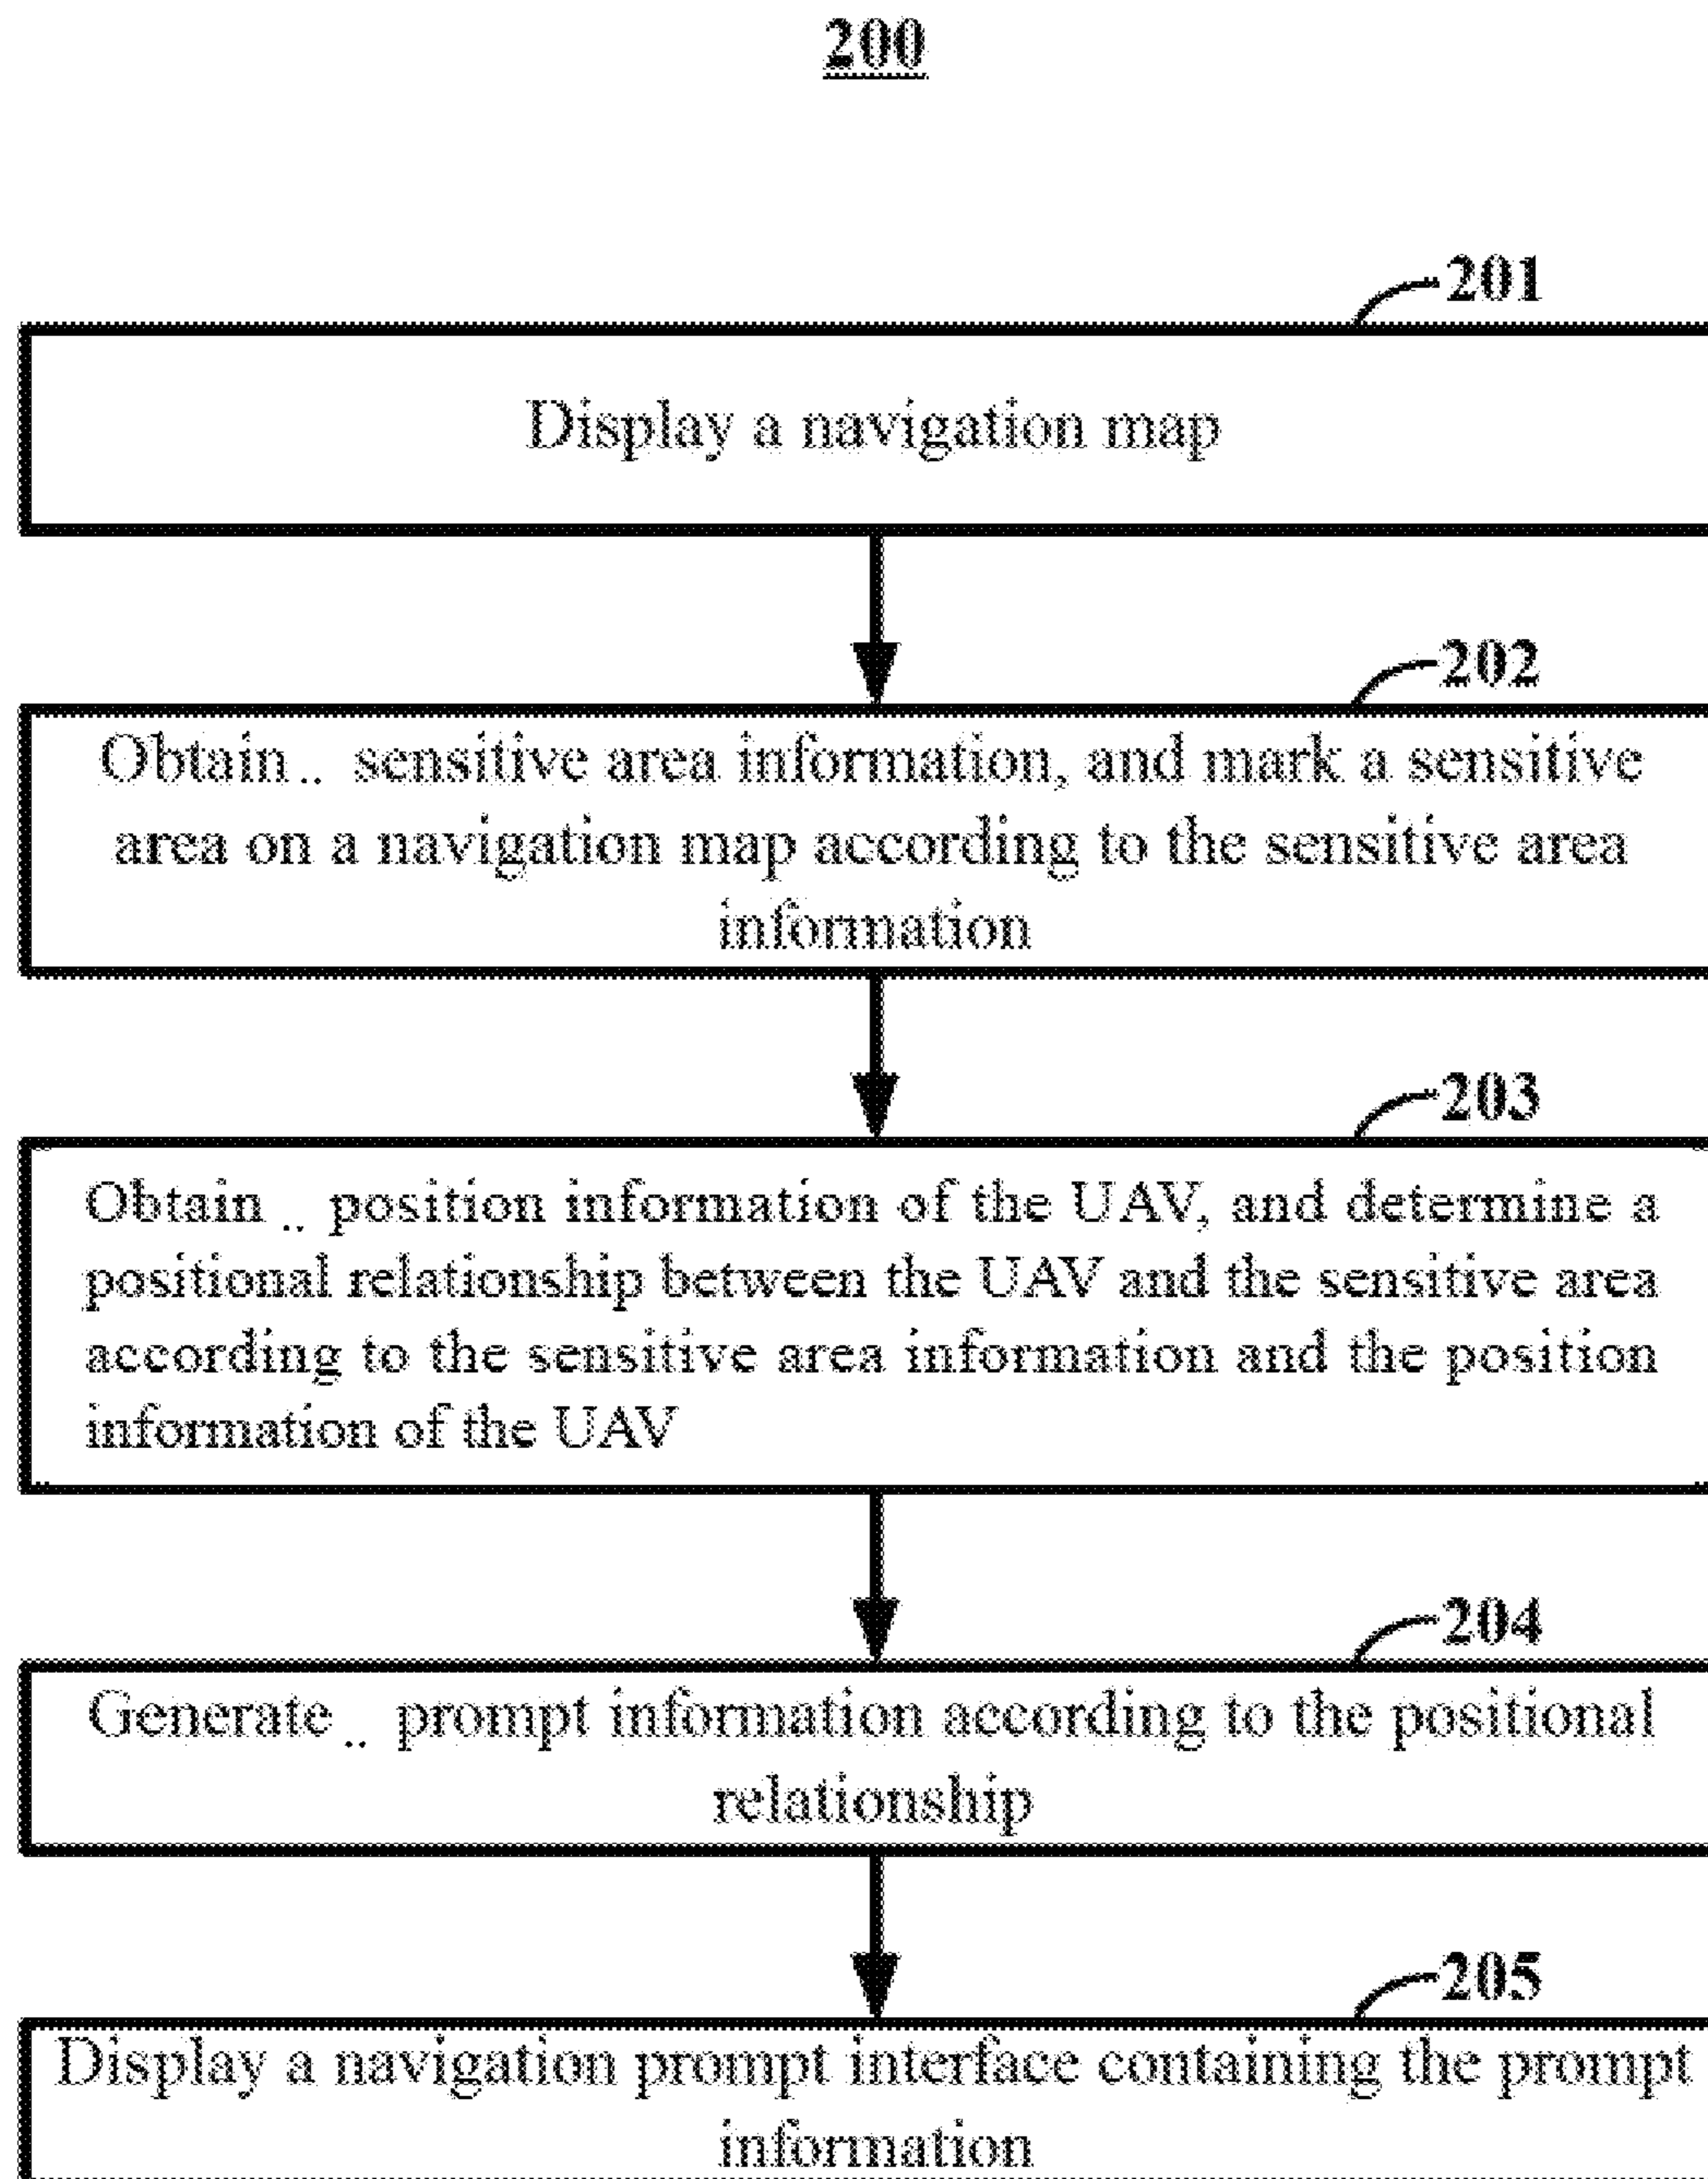 200
201
Display a navigation map
202
Obtain .. sensitive area information, and mark a sensitive
area on a navigation map according to the sensitive area
information
203
Obtain .. position information of the UAV, and determine a
positional relationship between the UAV and the sensitive area
according to the sensitive area information and the position
information of the UAV
204
Generate .. prompt information according to the positional
relationship
205
Display a navigation prompt interface containing the prompt
information